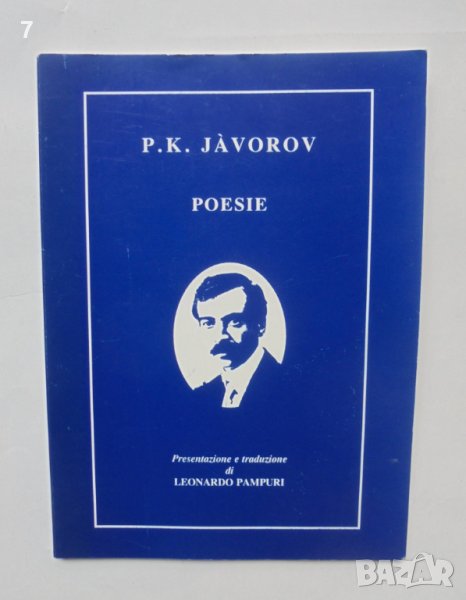 7
P.K. JÀVOROV
POESIE
Presentazione e traduzione
di
LEONARDO PAMPURI
BAZAR